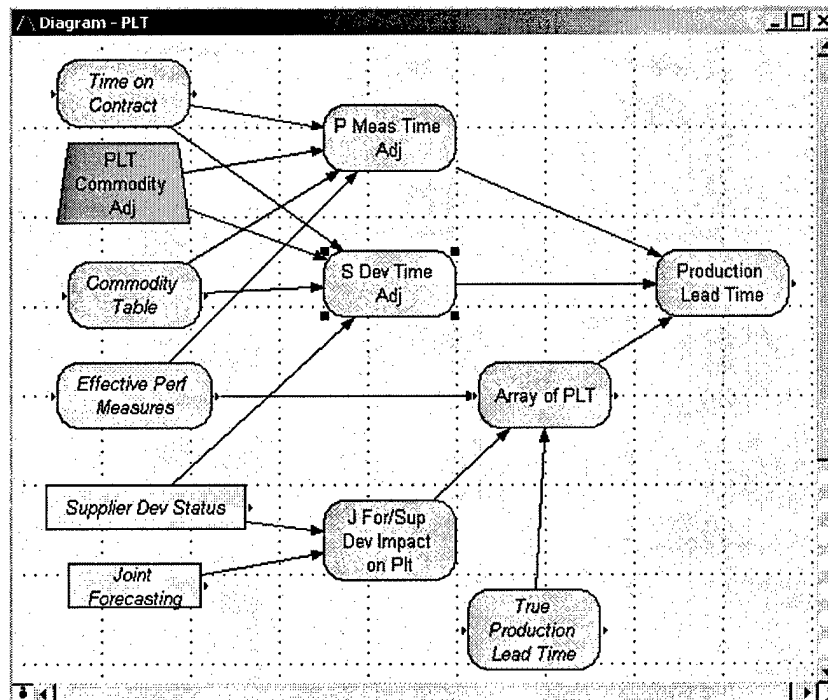 Diagram - PLT
Time on
Contract
PLT
Commodity
Adj
Commodity
Table
Effective Perf
Measures
Supplier Dev Status
Joint
Forecasting
P Meas Time
Adj
S Dev Time
Adj
J For/Sup
Dev Impact
on Plt
Array of PLT
True
Production
Lead Time
Production
Lead Time